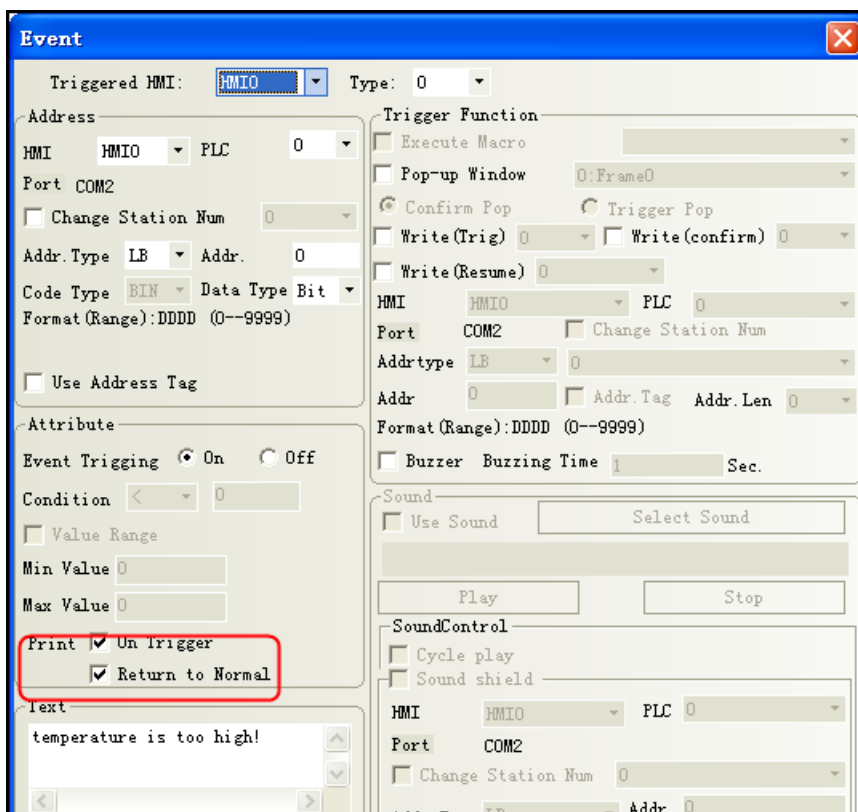 Event
Triggered HMI: HMI0 Type: 0
Address
HMI HMI0 PLC 0
Port COM2
Change Station Num 0
Addr.Type LB Addr. 0
Code Type BIN Data Type Bit
Format(Range):DDDD (0--9999)
Use Address Tag
Attribute
Event Trigging On Off
Condition < 0
Value Range
Min Value 0
Max Value 0
Print On Trigger
Return to Normal
Text
temperature is too high!
Trigger Function
Execute Macro
Pop-up Window 0:Frame0
Confirm Pop Trigger Pop
Write(Trig) 0 Write(confirm) 0
Write(Resume) 0
HMI HMI0 PLC 0
Port COM2 Change Station Num
Addrtype LB 0
Addr 0 Addr.Tag Addr.Len 0
Format(Range):DDDD (0--9999)
Buzzer Buzzing Time 1 Sec.
Sound
Use Sound Select Sound
Play Stop
SoundControl
Cycle play
Sound shield
HMI HMI0 PLC 0
Port COM2
Change Station Num 0
Addr 0